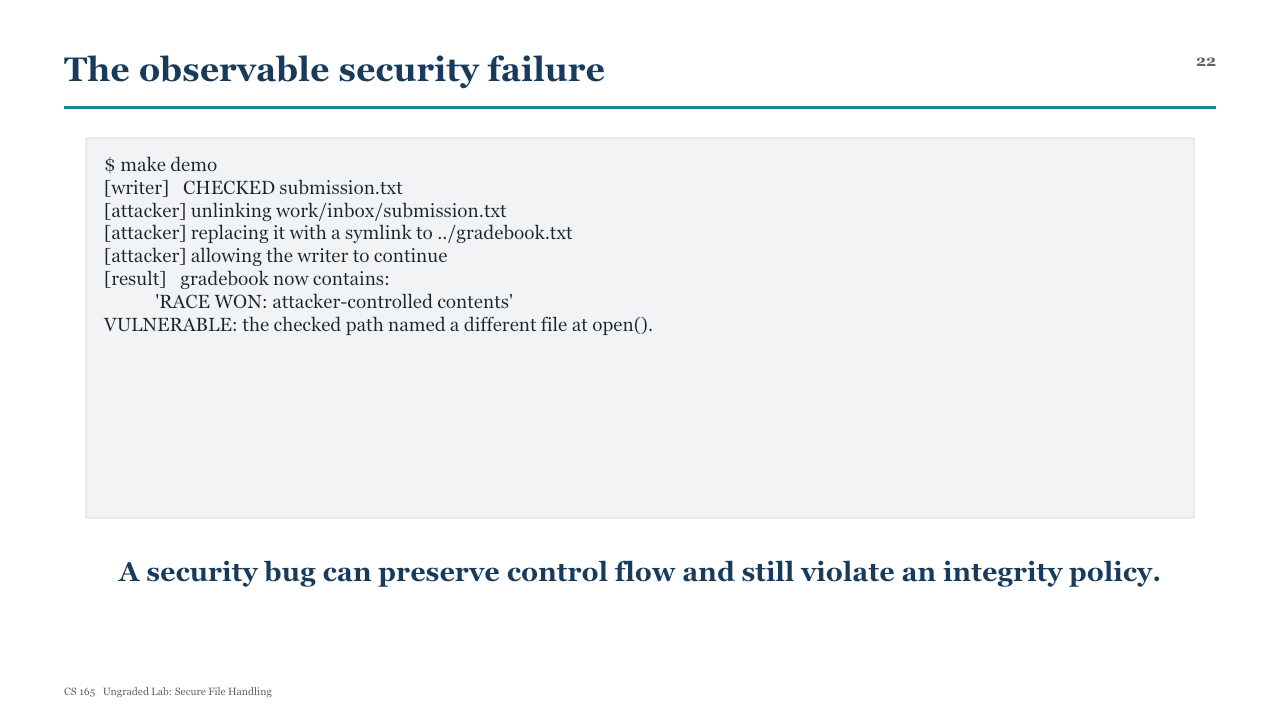 The observable security failure
22
$ make demo
[writer]   CHECKED submission.txt
[attacker] unlinking work/inbox/submission.txt
[attacker] replacing it with a symlink to ../gradebook.txt
[attacker] allowing the writer to continue
[result]   gradebook now contains:
           'RACE WON: attacker-controlled contents'
VULNERABLE: the checked path named a different file at open().
A security bug can preserve control flow and still violate an integrity policy.
CS 165   Ungraded Lab: Secure File Handling